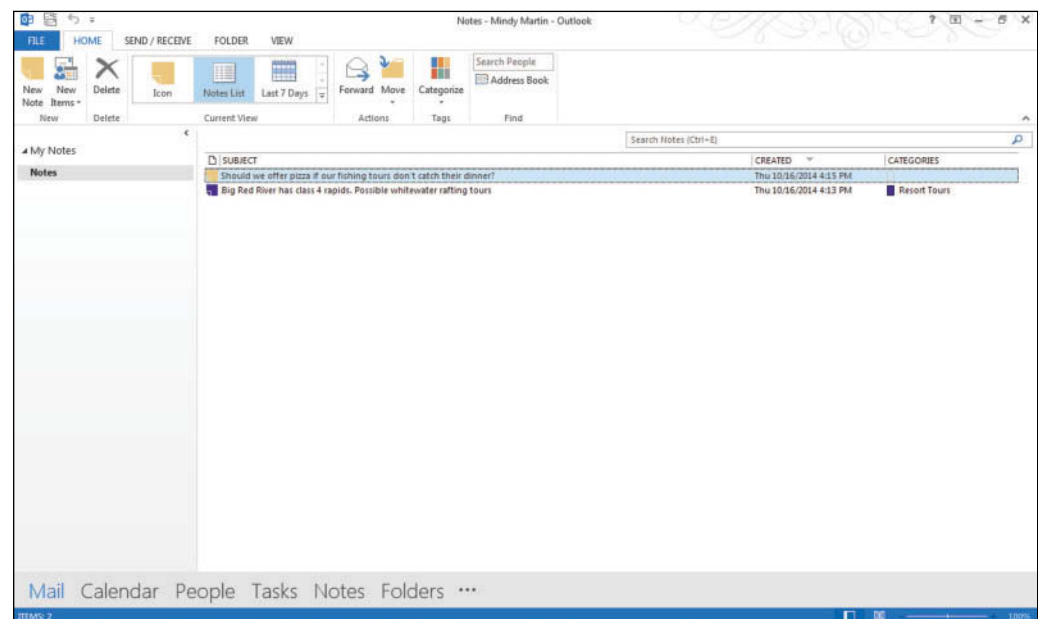 Notes - Mindy Martin - Outlook
FILE HOME SEND / RECEIVE FOLDER VIEW
New Note
New Items
Delete
Icon
Notes List
Last 7 Days
Forward
Move
Categorize
Search People
Address Book
New Delete Current View Actions Tags Find
Search Notes (Ctrl+E)
My Notes
Notes
SUBJECT CREATED CATEGORIES
Should we offer pizza if our fishing tours don't catch their dinner? Thu 10/16/2014 4:15 PM
Big Red River has class 4 rapids. Possible whitewater rafting tours Thu 10/16/2014 4:13 PM Resort Tours
Mail Calendar People Tasks Notes Folders •••
ITEMS: 2 100%